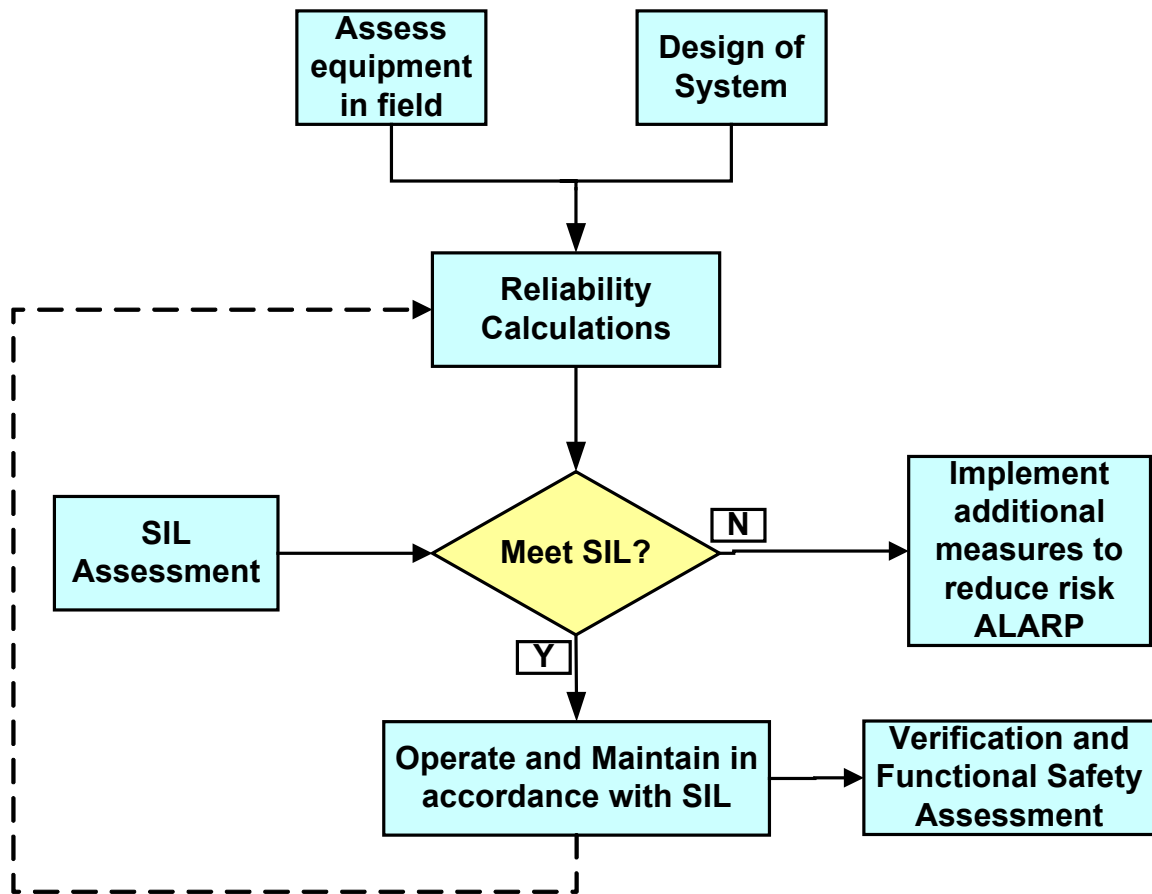 Assess
equipment
in field
Design of
System
Reliability
Calculations
SIL
Assessment
Meet SIL?
N
Implement
additional
measures to
reduce risk
ALARP
Y
Operate and Maintain in
accordance with SIL
Verification and
Functional Safety
Assessment